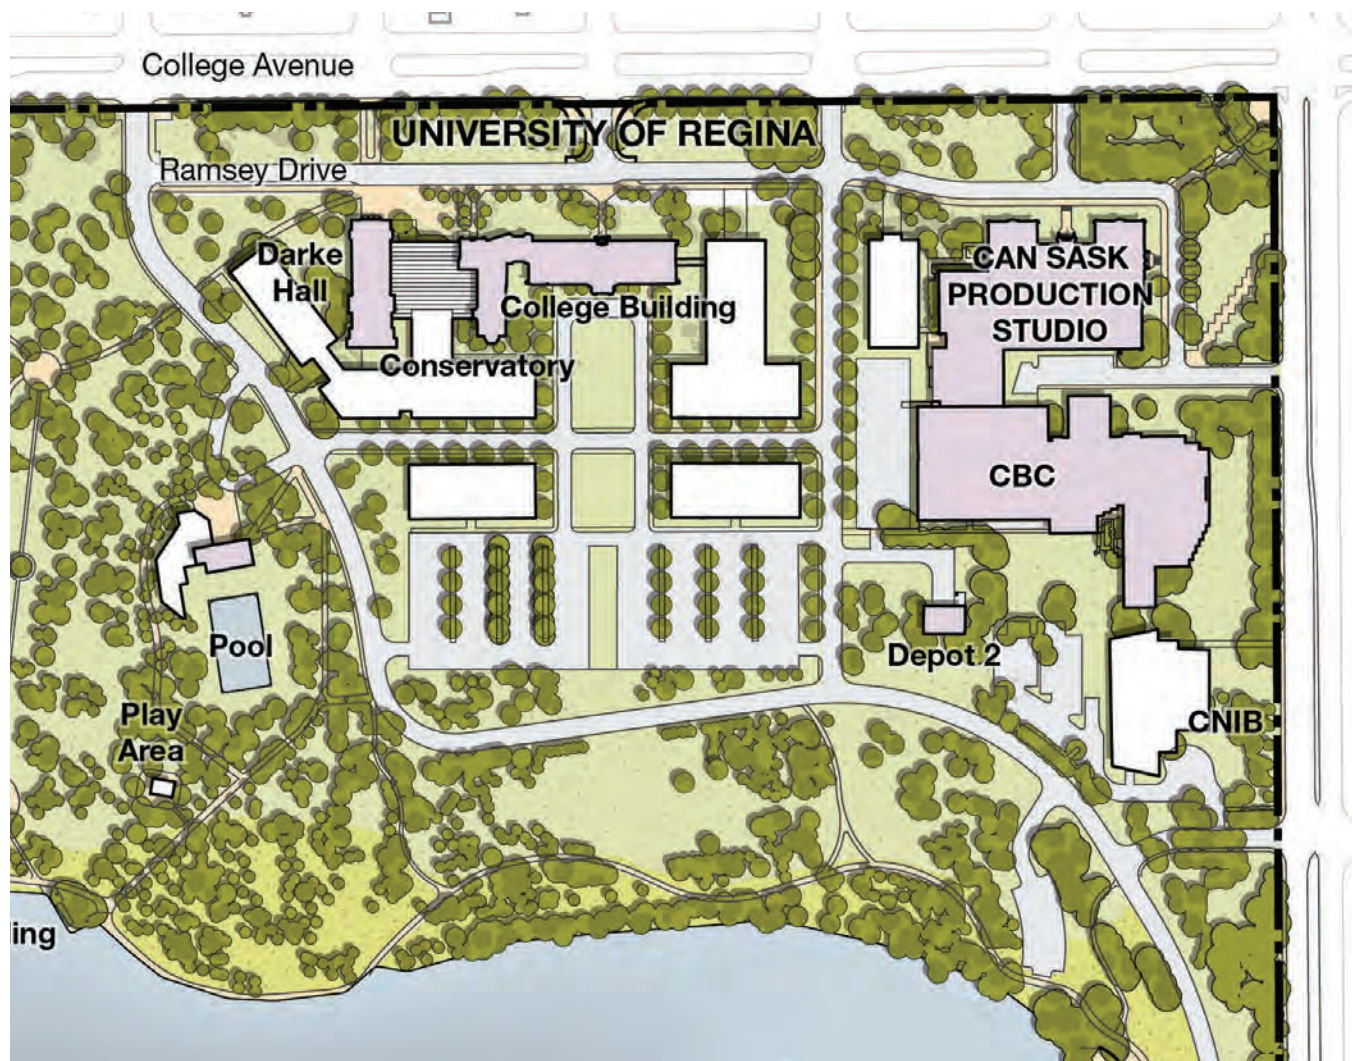 College Avenue
UNIVERSITY OF REGINA
Ramsey Drive
Darke
Hall
CAN SASK
PRODUCTION
STUDIO
College Building
Conservatory
CBC
Pool
Depot 2
Play
Area
CNIB
ing